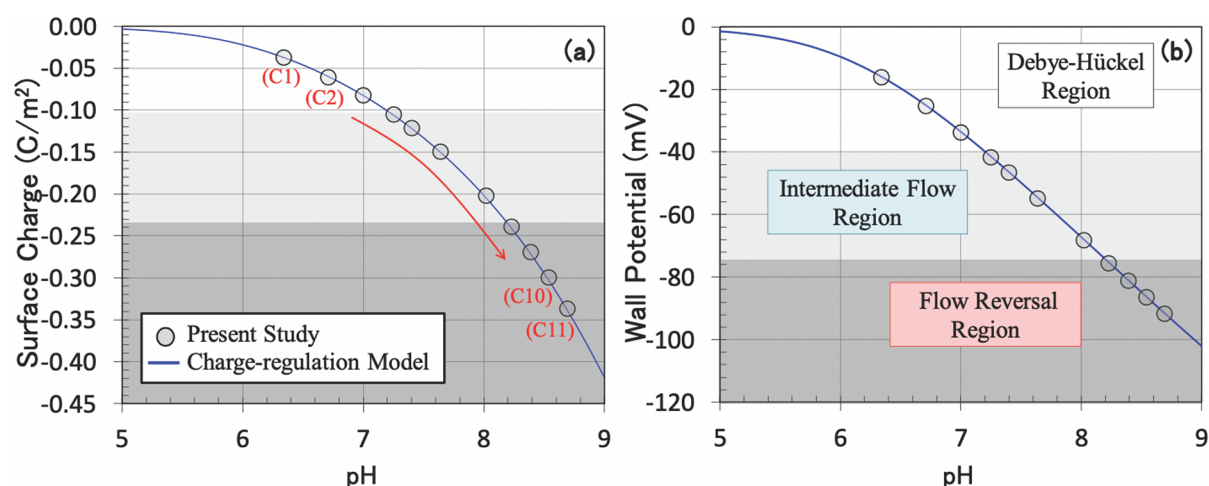 0.00
-0.05
-0.10
-0.15
-0.20
-0.25
-0.30
-0.35
-0.40
-0.45
Surface Charge (C/m²)
(a)
(C1)
(C2)
(C10)
(C11)
Present Study
Charge-regulation Model
5 6 7 8 9
pH
0
-20
-40
-60
-80
-100
-120
Wall Potential (mV)
(b)
Debye-Hückel
Region
Intermediate Flow
Region
Flow Reversal
Region
5 6 7 8 9
pH